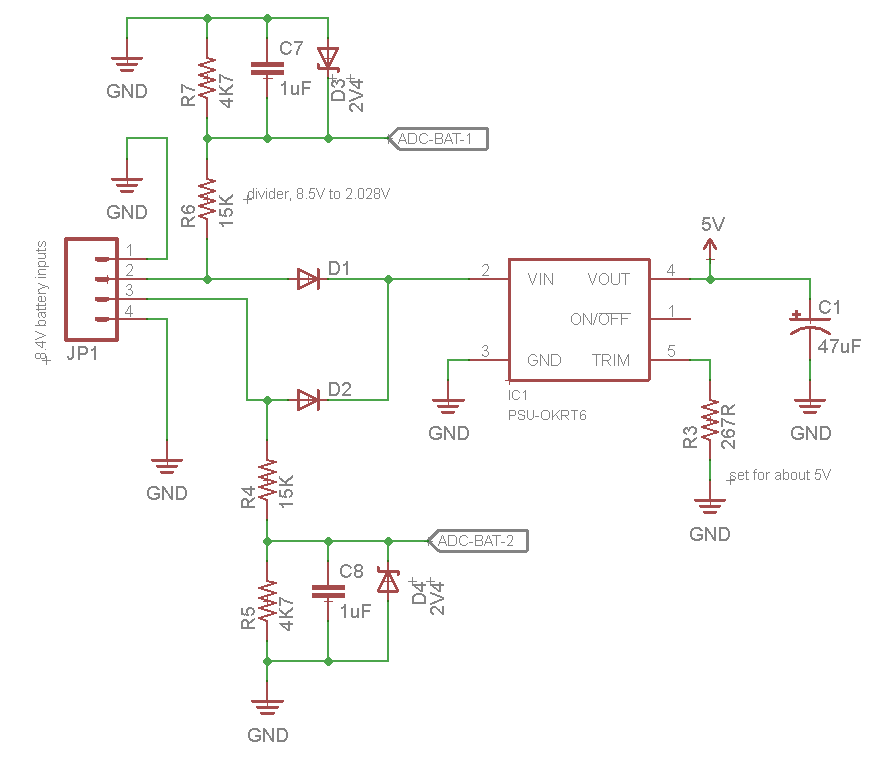 C7
1uF
R7
4K7
D3
2V4
GND
ADC-BAT-1
GND
R6
15K
divider, 8.5V to 2.028V
8.4V battery inputs
JP1
1
2
3
4
D1
D2
5V
2
3
VIN
GND
VOUT
ON/OFF
TRIM
4
1
5
IC1
PSU-OKRT6
GND
C1
47uF
GND
R3
267R
set for about 5V
GND
GND
R4
15K
ADC-BAT-2
R5
4K7
C8
1uF
D4
2V4
GND